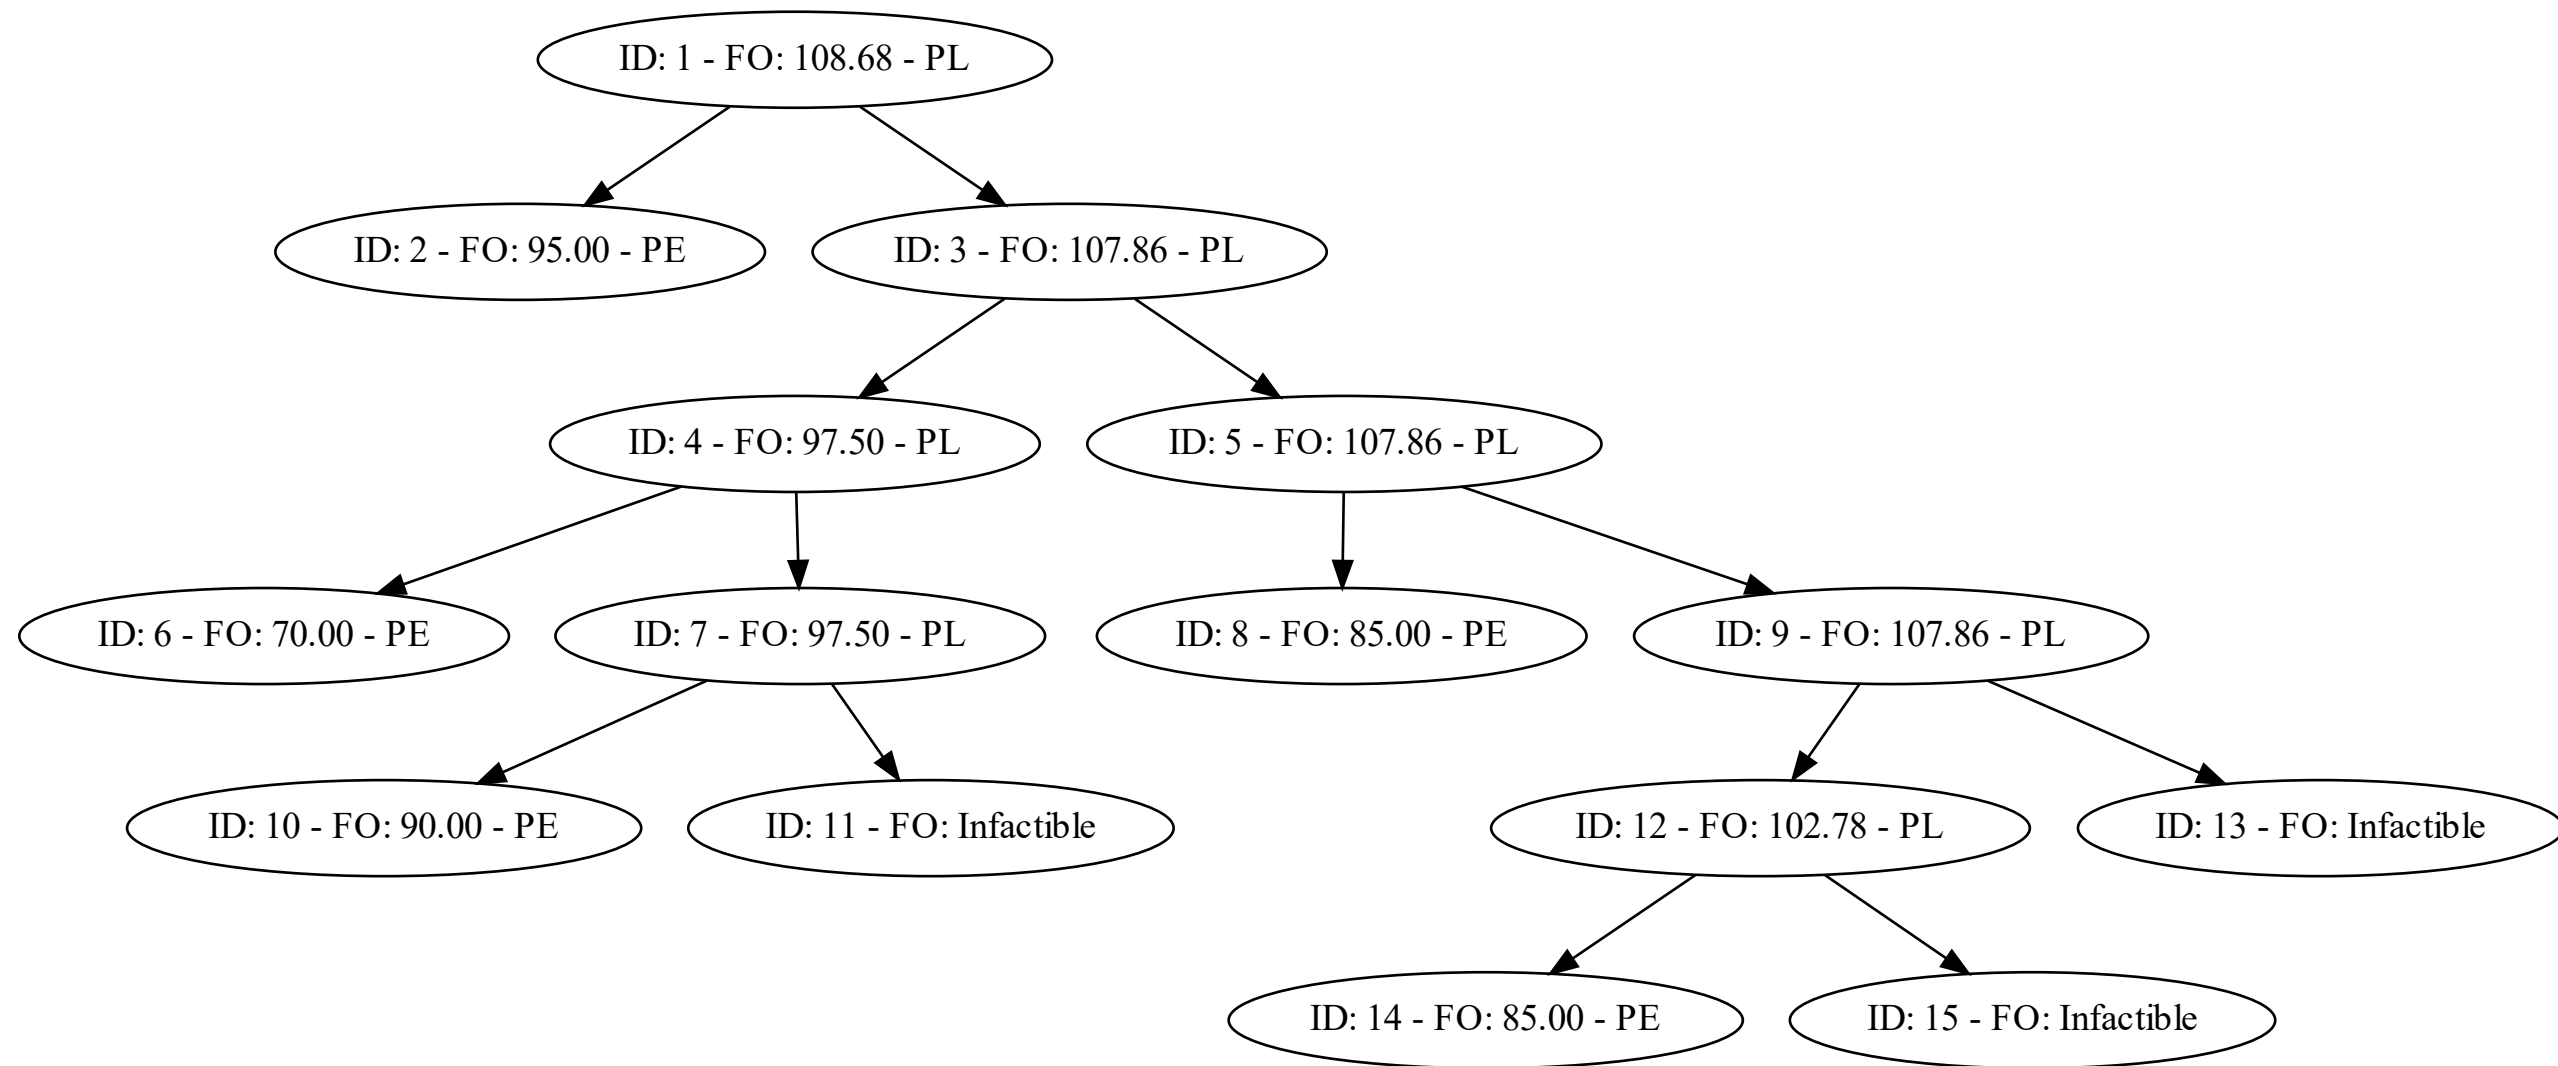 ID: 1 - FO: 108.68 - PL
ID: 2 - FO: 95.00 - PE
ID: 3 - FO: 107.86 - PL
ID: 4 - FO: 97.50 - PL
ID: 5 - FO: 107.86 - PL
ID: 6 - FO: 70.00 - PE
ID: 7 - FO: 97.50 - PL
ID: 8 - FO: 85.00 - PE
ID: 9 - FO: 107.86 - PL
ID: 10 - FO: 90.00 - PE
ID: 11 - FO: Infactible
ID: 12 - FO: 102.78 - PL
ID: 13 - FO: Infactible
ID: 14 - FO: 85.00 - PE
ID: 15 - FO: Infactible